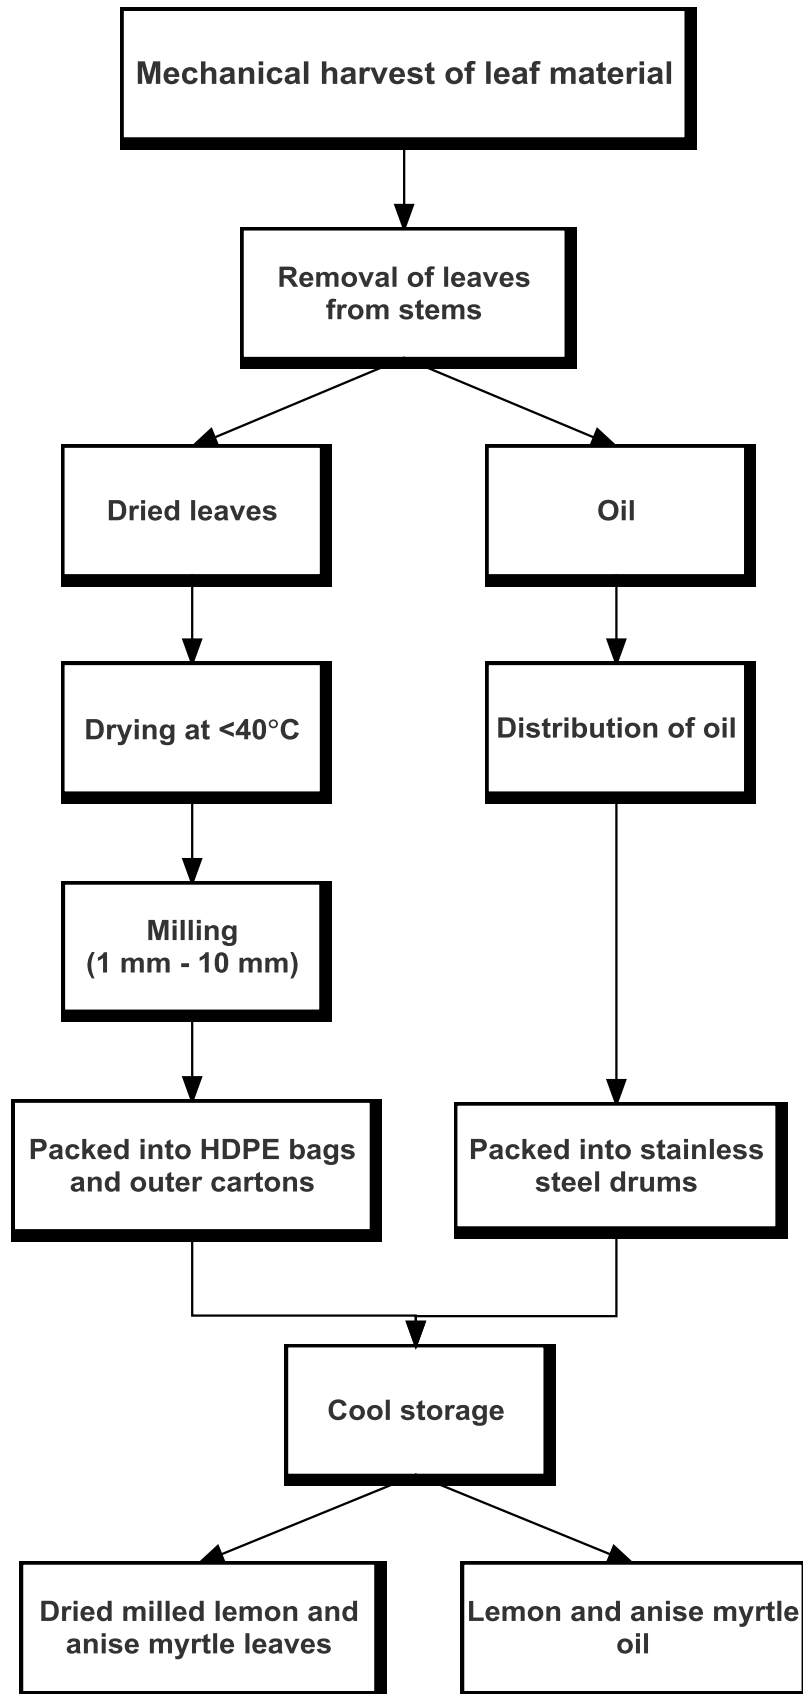 Mechanical harvest of leaf material
Removal of leaves
from stems
Dried leaves
Oil
Drying at <40°C
Distribution of oil
Milling
(1 mm - 10 mm)
Packed into HDPE bags
and outer cartons
Packed into stainless
steel drums
Cool storage
Dried milled lemon and
anise myrtle leaves
Lemon and anise myrtle
oil